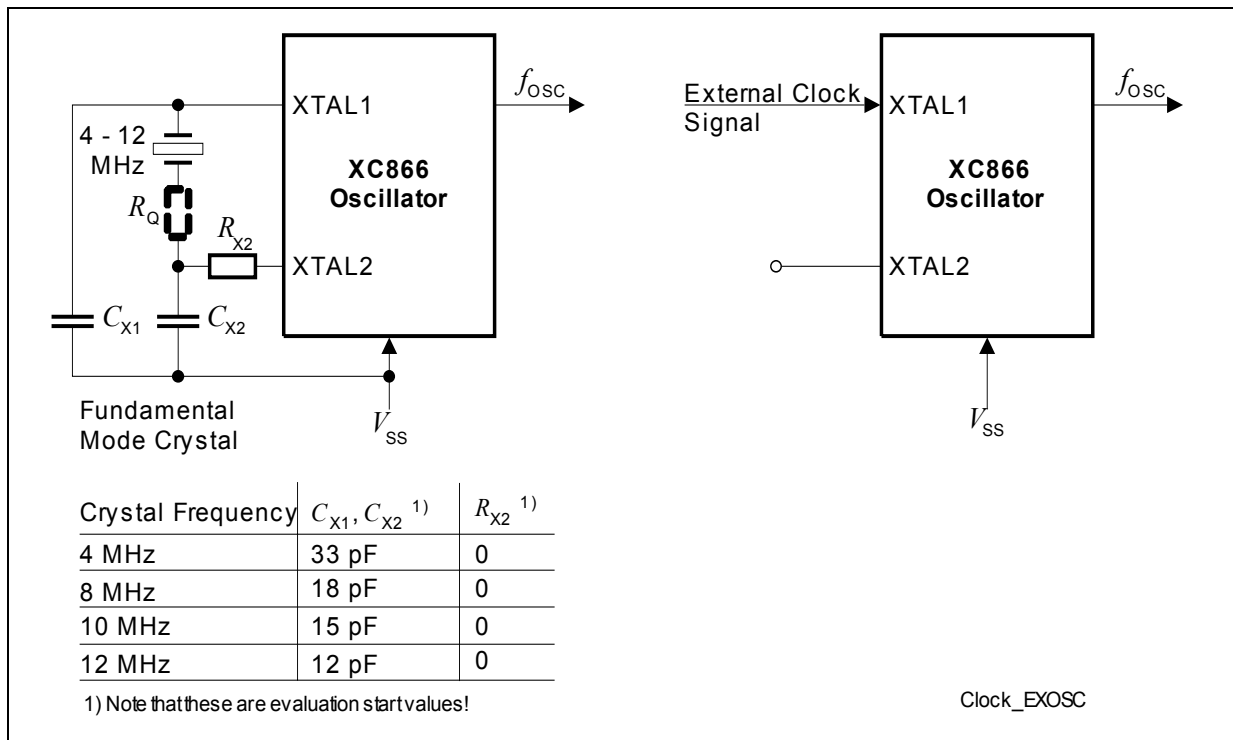 XTAL1
fOSC
4 - 12
MHz
XC866
Oscillator
RQ
RX2
XTAL2
CX1
CX2
Fundamental
Mode Crystal
VSS
External Clock
Signal
XTAL1
fOSC
XC866
Oscillator
XTAL2
VSS
Crystal Frequency CX1, CX2 1) RX2 1)
4 MHz 33 pF 0
8 MHz 18 pF 0
10 MHz 15 pF 0
12 MHz 12 pF 0
1) Note that these are evaluation start values!
Clock_EXOSC